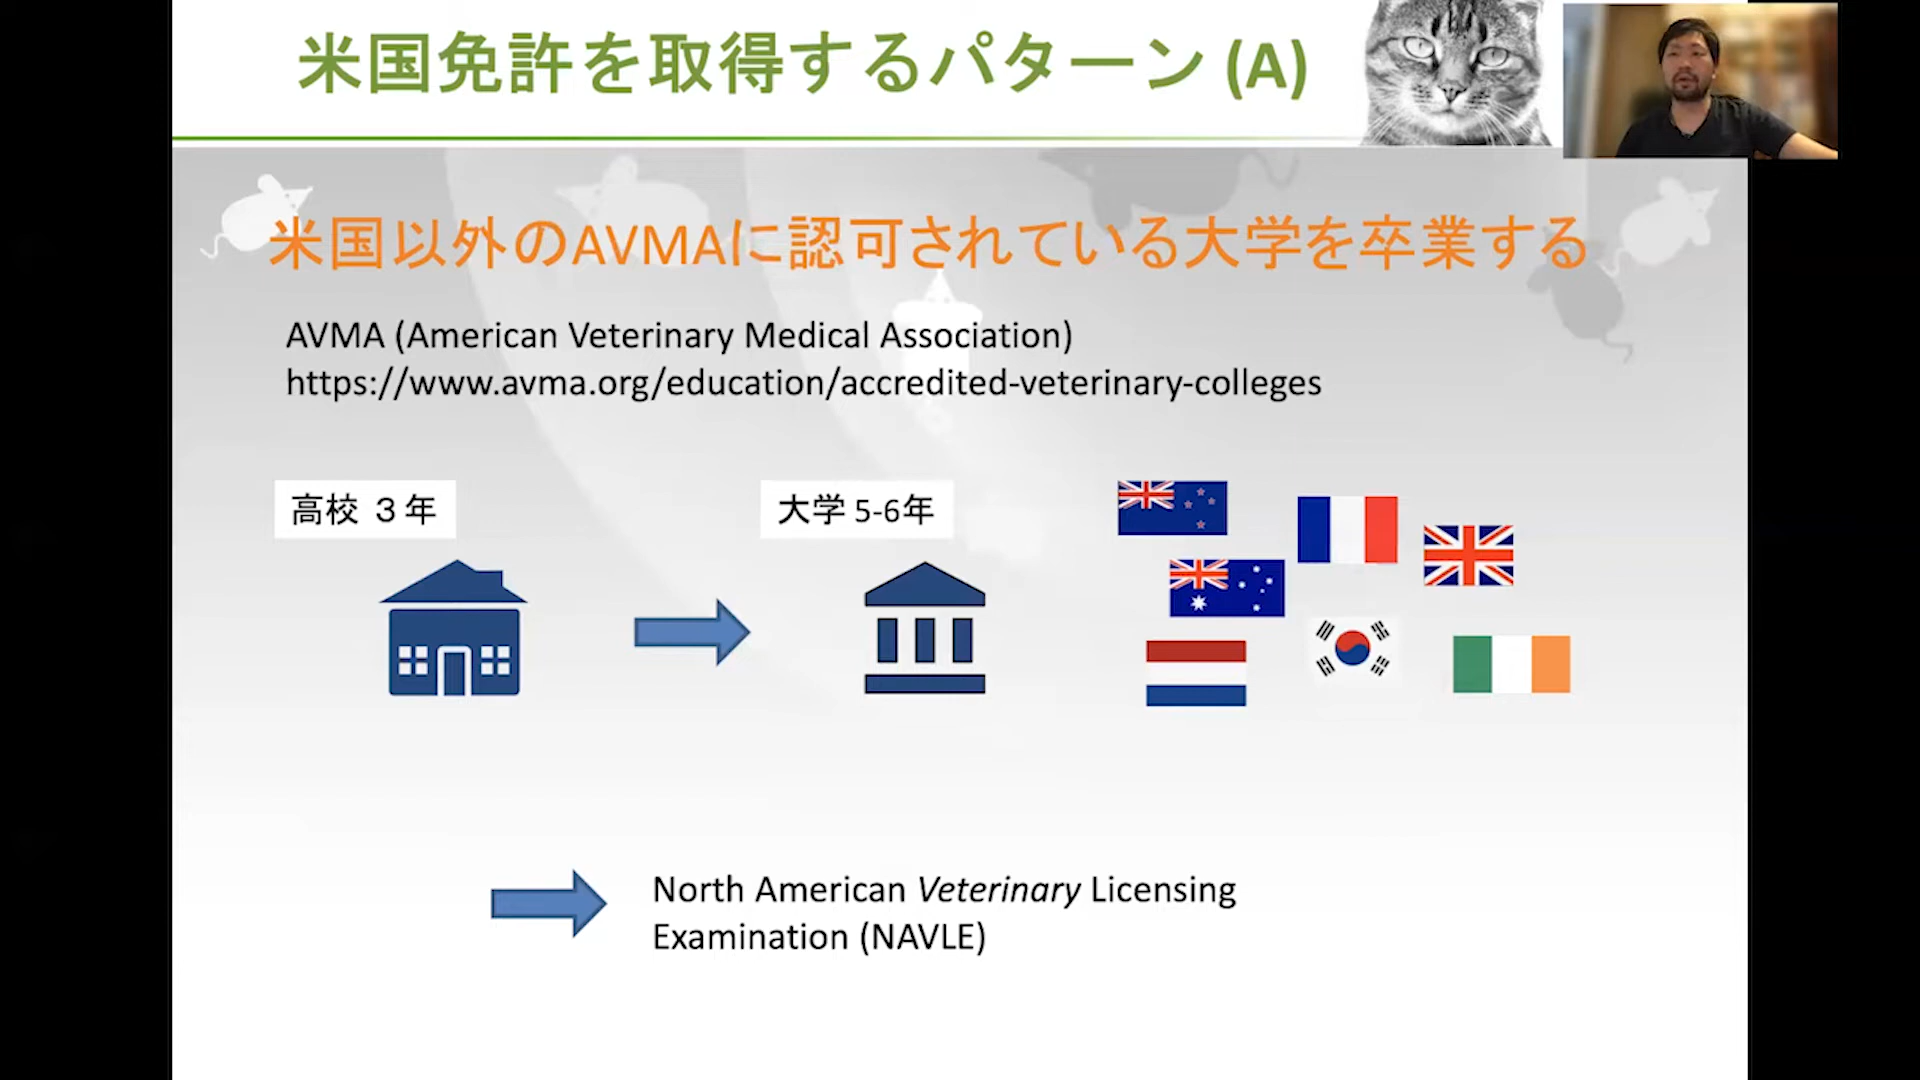 米国免許を取得するパターン (A)
米国以外のAVMAに認可されている大学を卒業する
AVMA (American Veterinary Medical Association)
https://www.avma.org/education/accredited-veterinary-colleges
高校 ３年
大学 5-6年
North American Veterinary Licensing
Examination (NAVLE)